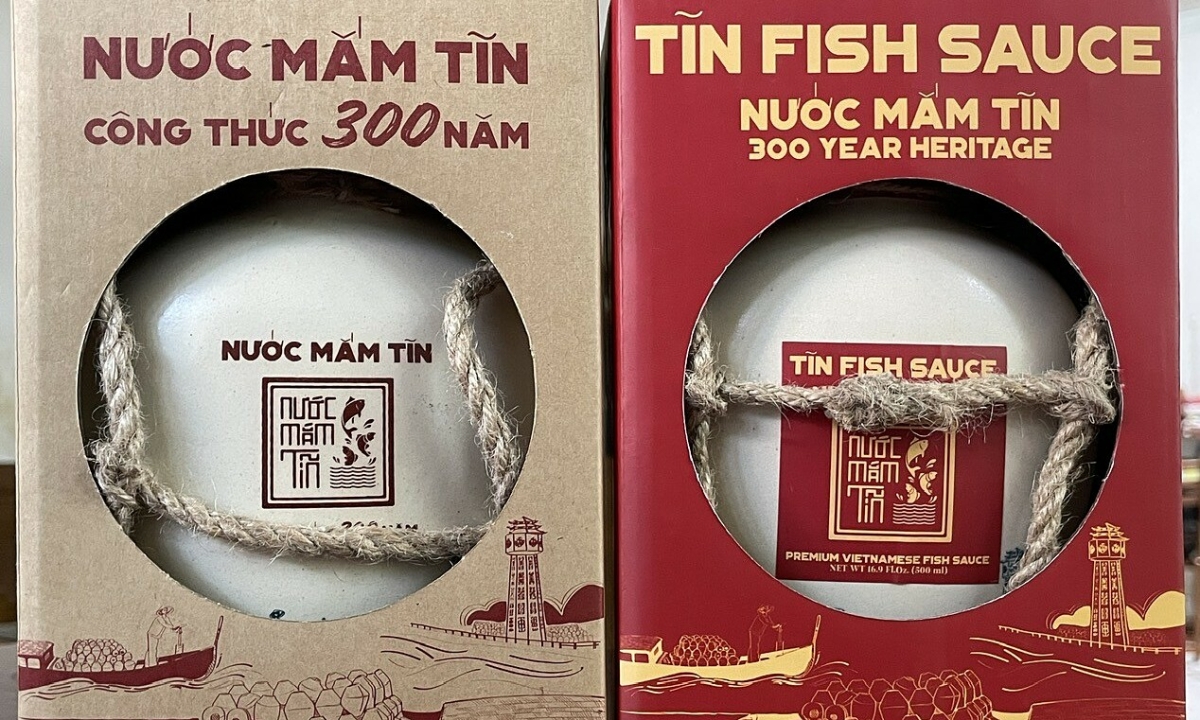 NƯỚC MẮM TĨN
CÔNG THỨC 300 NĂM
NƯỚC MẮM TĨN
NƯỚC
MẮM
TĨN
300 NĂM
TĨN FISH SAUCE
NƯỚC MẮM TĨN
300 YEAR HERITAGE
TĨN FISH SAUCE
NƯỚC
MẮM
TĨN
PREMIUM VIETNAMESE FISH SAUCE
NET WT 16.9 Fl.Oz. (500 ml)